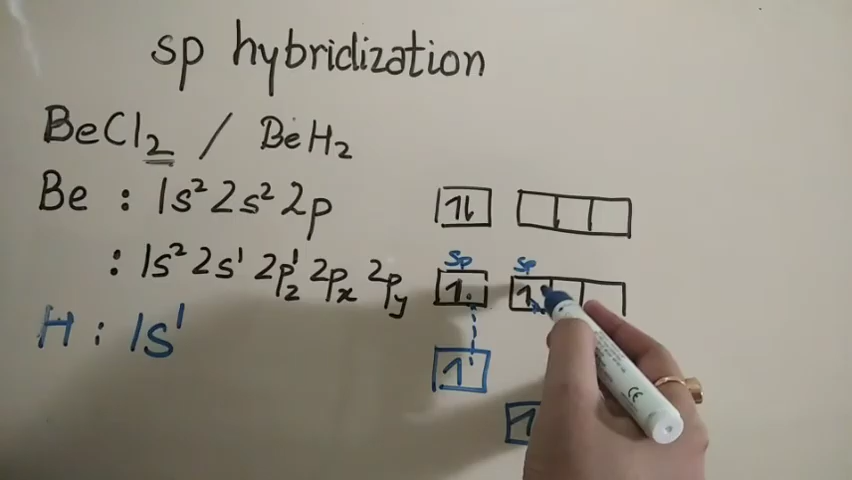 sp hybridization
BeCl₂ / BeH₂
Be : 1s² 2s² 2p
: 1s² 2s¹ 2p¹z 2px 2py
sp sp
H : 1s¹